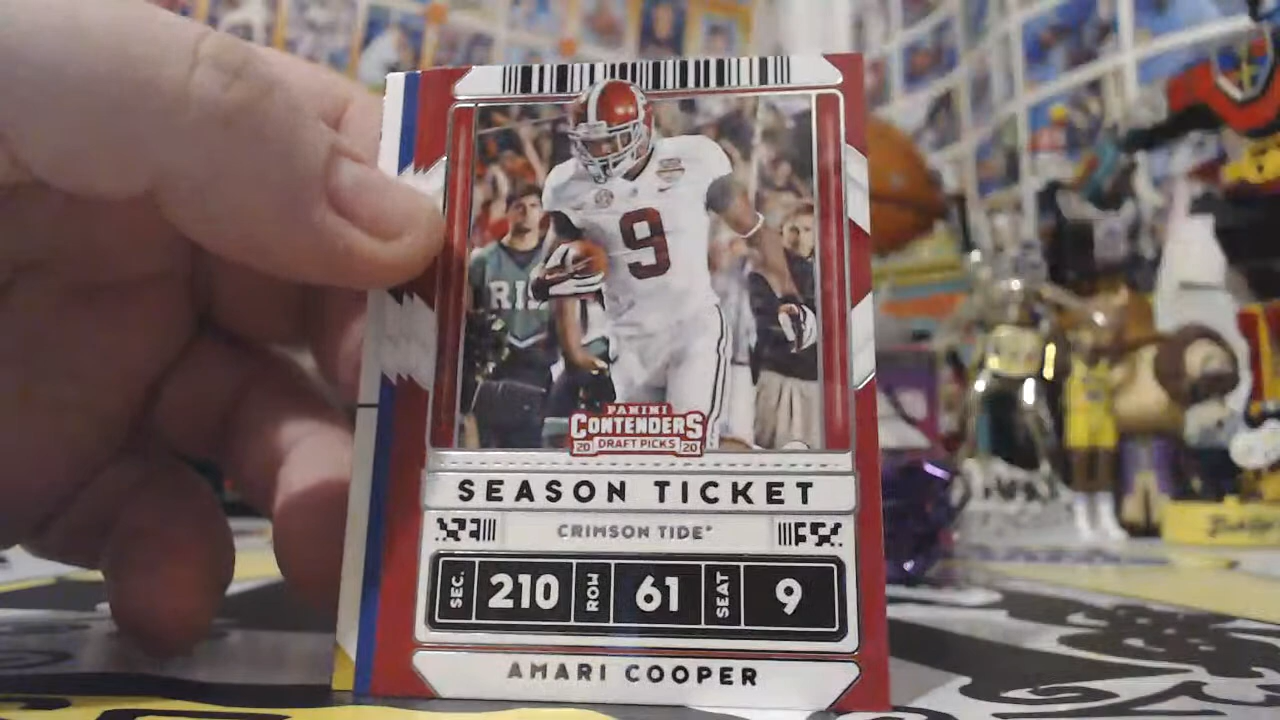 9
RI
PANINI
CONTENDERS
20 DRAFT PICKS 20
SEASON TICKET
CRIMSON TIDE*
SEC. 210 ROW 61 SEAT 9
AMARI COOPER